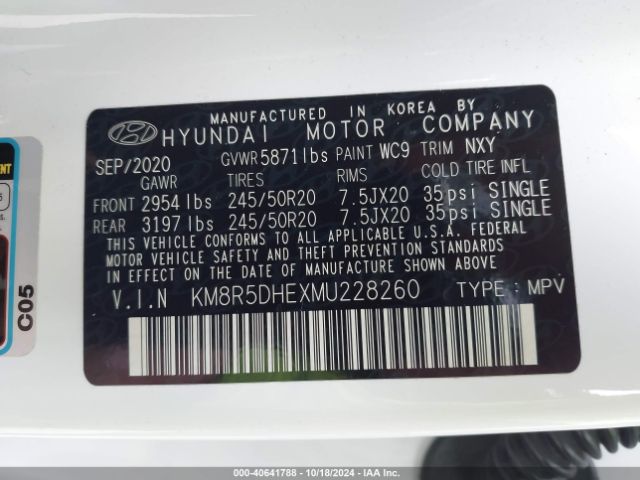 MANUFACTURED IN KOREA BY
HYUNDAI MOTOR COMPANY
SEP/2020 GVWR 5871lbs PAINT WC9 TRIM NXY
GAWR TIRES RIMS COLD TIRE INFL
FRONT 2954 lbs 245/50R20 7.5JX20 35psi SINGLE
REAR 3197 lbs 245/50R20 7.5JX20 35psi SINGLE
THIS VEHICLE CONFORMS TO ALL APPLICABLE U.S.A. FEDERAL
MOTOR VEHICLE SAFETY AND THEFT PREVENTION STANDARDS
IN EFFECT ON THE DATE OF MANUFACTURE SHOWN ABOVE
V.I.N KM8R5DHEXMU228260 TYPE : MPV
C05
000-40641788 - 10/18/2024 - IAA Inc.